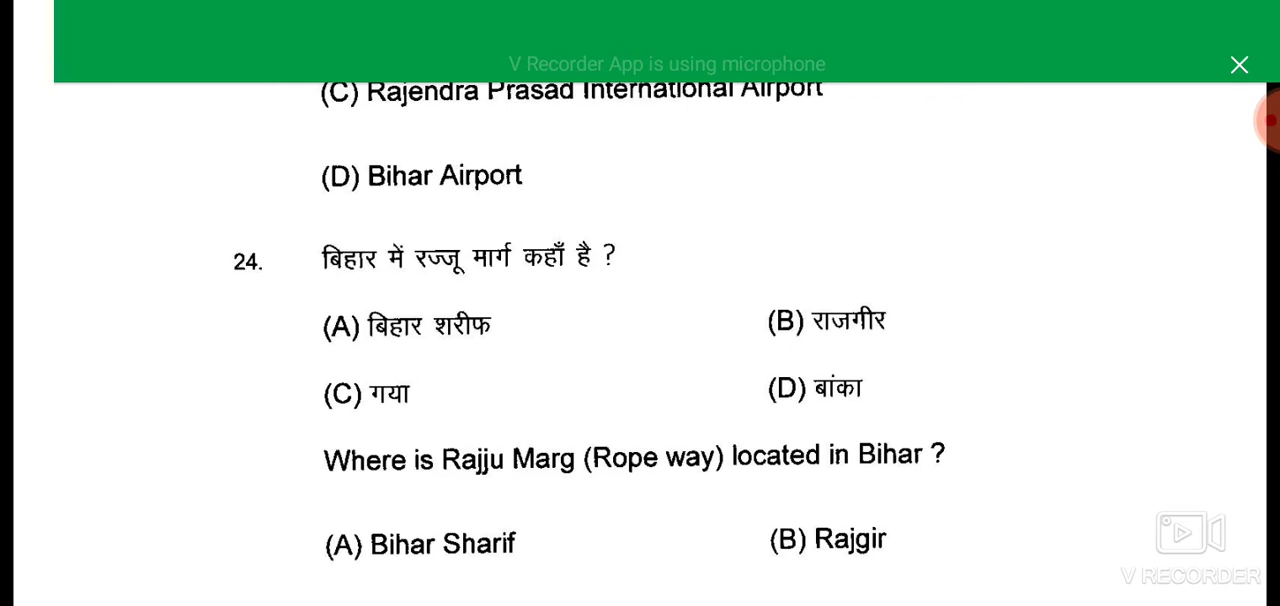 V Recorder App is using microphone
(C) Rajendra Prasad International Airport
(D) Bihar Airport
24. बिहार में रज्जू मार्ग कहाँ है ?
(A) बिहार शरीफ (B) राजगीर
(C) गया (D) बांका
Where is Rajju Marg (Rope way) located in Bihar ?
(A) Bihar Sharif (B) Rajgir
V RECORDER